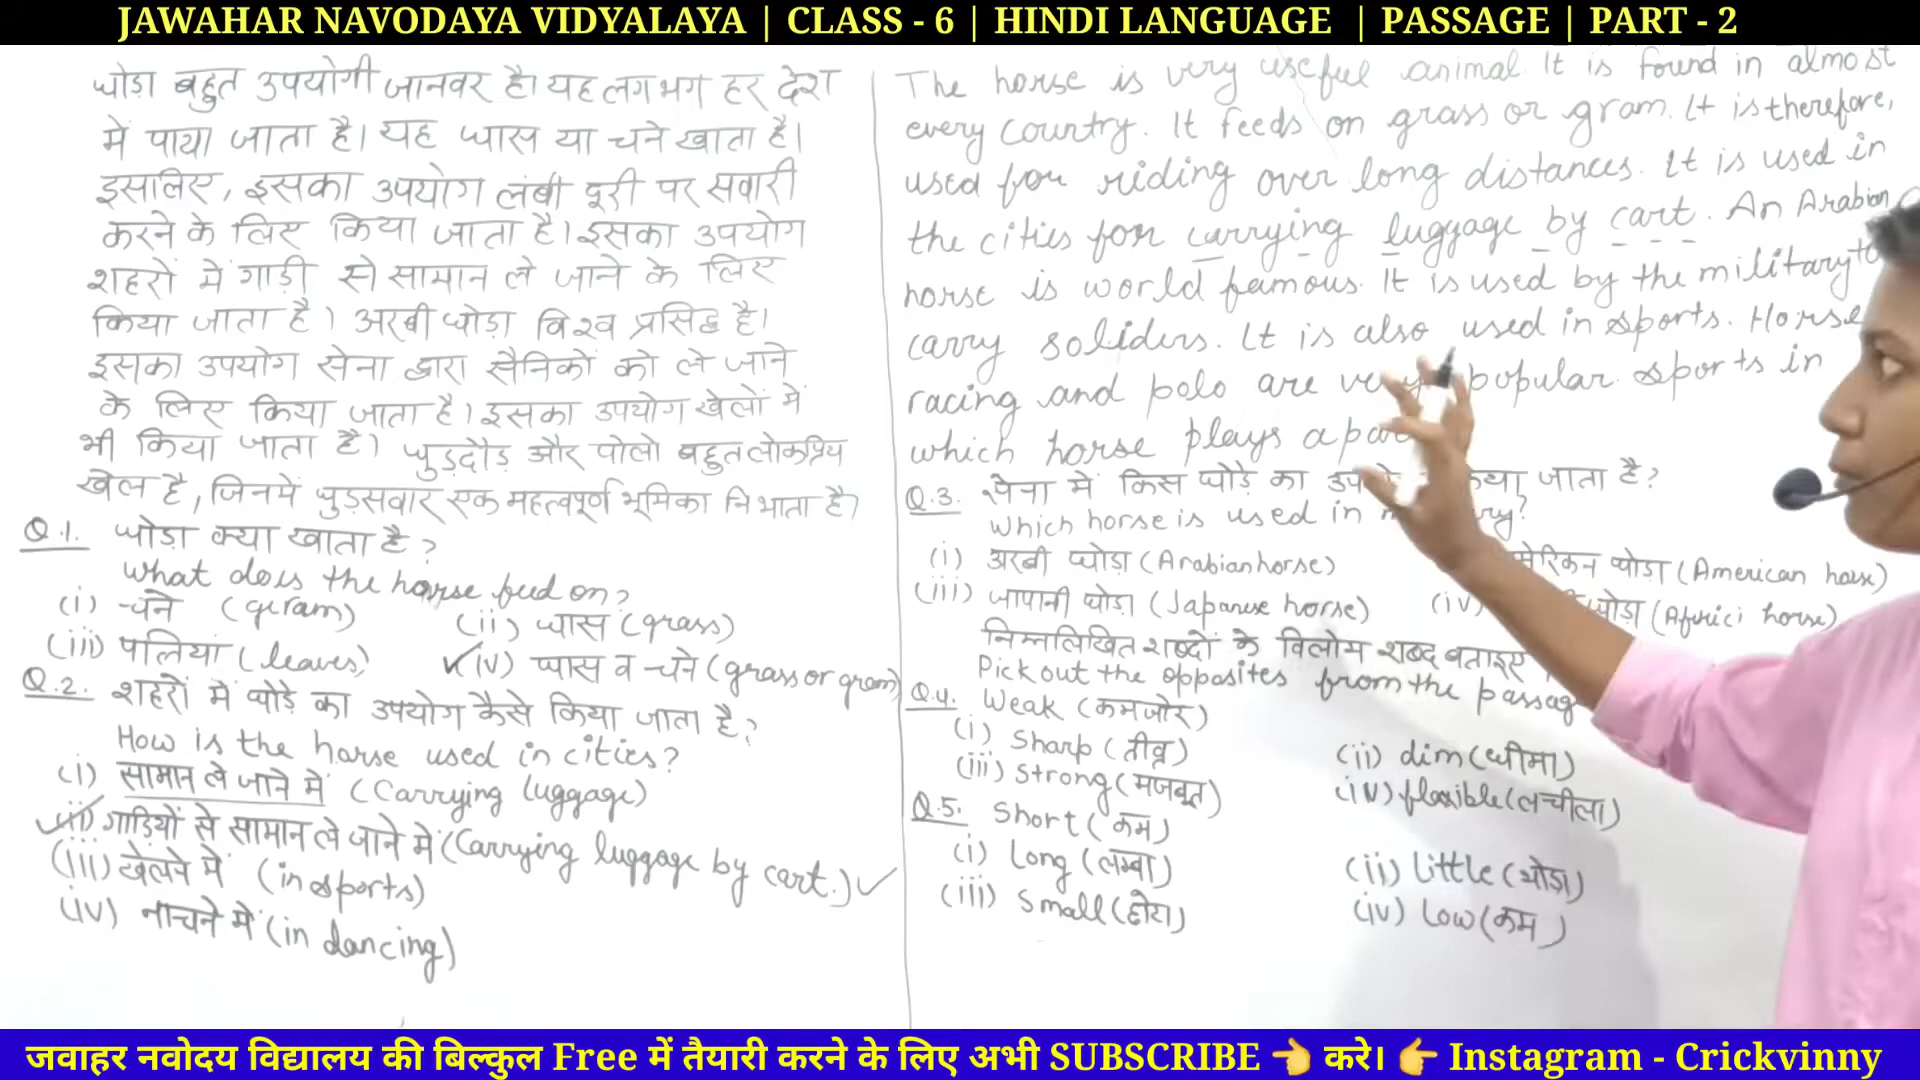 JAWAHAR NAVODAYA VIDYALAYA | CLASS - 6 | HINDI LANGUAGE | PASSAGE | PART - 2
घोड़ा बहुत उपयोगी जानवर है। यह लगभग हर देश
में पाया जाता है। यह घास या चने खाता है।
इसलिए, इसका उपयोग लंबी दूरी पर सवारी
करने के लिए किया जाता है। इसका उपयोग
शहरों में गाड़ी से सामान ले जाने के लिए
किया जाता है। अरबी घोड़ा विश्व प्रसिद्ध है।
इसका उपयोग सेना द्वारा सैनिकों को ले जाने
के लिए किया जाता है। इसका उपयोग खेलों में
भी किया जाता है। घुड़दौड़ और पोलो बहुत लोकप्रिय
खेल है, जिनमें घुड़सवार एक महत्वपूर्ण भूमिका निभाता है।
Q.1. घोड़ा क्या खाता है?
What does the horse feed on?
(i) चने (gram) (ii) घास (grass)
(iii) पत्तियां (leaves) (iv) घास व चने (grass or gram)
Q.2. शहरों में घोड़े का उपयोग कैसे किया जाता है?
How is the horse used in cities?
(i) सामान ले जाने में (Carrying luggage)
(ii) गाड़ियों से सामान ले जाने में (Carrying luggage by cart.)
(iii) खेलने में (in sports)
(iv) नाचने में (in dancing)
The horse is very useful animal. It is found in almost
every country. It feeds on grass or gram. It is therefore,
used for riding over long distances. It is used in
the cities for carrying luggage by cart. An Arabian
horse is world famous. It is used by the military to
carry soliders. It is also used in sports. Horse
racing and polo are very popular sports in
which horse plays a
Q.3. सेना में किस घोड़े का किया जाता है?
Which horse is used in
(i) अरबी घोड़ा (Arabian horse) घोड़ा (American horse)
(iii) जापानी घोड़ा (Japanese horse) (iv) घोड़ा (Africi horse)
निम्नलिखित शब्दों के विलोम शब्द बताइए
Pick out the opposites from the
Q.4. Weak (कमजोर)
(i) Sharp (तीव्र) (ii) dim (धीमा)
(iii) Strong (मजबूत) (iv) flexible (लचीला)
Q.5. Short (कम)
(i) Long (लम्बा) (ii) Little (थोड़ा)
(iii) Small (छोटा) (iv) Low (कम)
जवाहर नवोदय विद्यालय की बिल्कुल Free में तैयारी करने के लिए अभी SUBSCRIBE 👈 करे। 👉 Instagram - Crickvinny